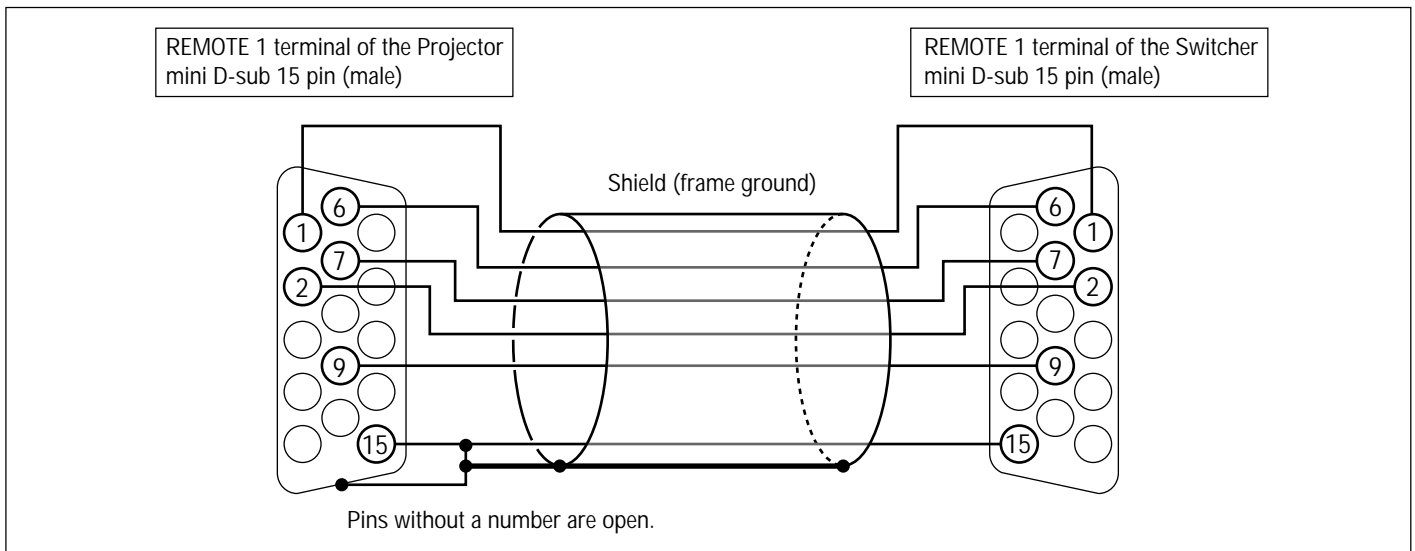 REMOTE 1 terminal of the Projector
mini D-sub 15 pin (male)
REMOTE 1 terminal of the Switcher
mini D-sub 15 pin (male)
Shield (frame ground)
6
1
7
2
9
15
6
1
7
2
9
15
Pins without a number are open.